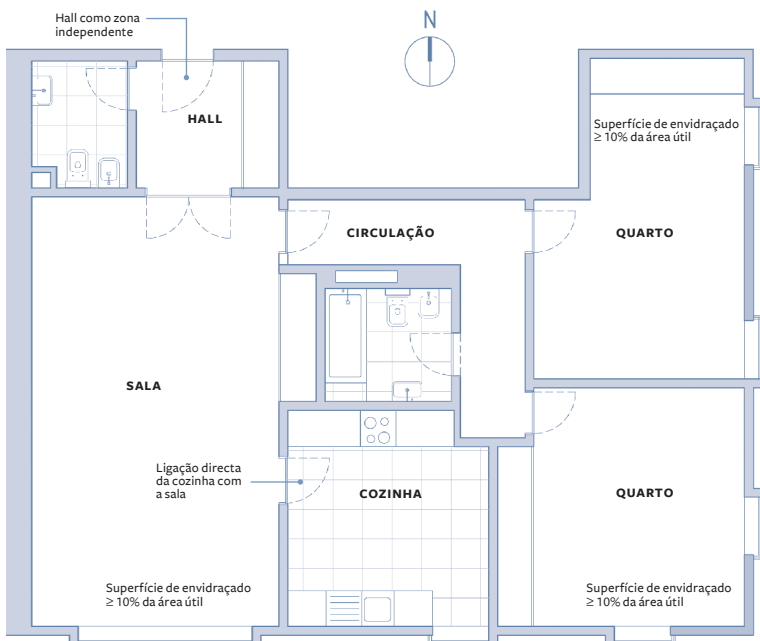 Hall como zona
independente
N
HALL
Superfície de envidraçado
≥ 10% da área útil
CIRCULAÇÃO
QUARTO
SALA
Ligação directa
da cozinha com
a sala
COZINHA
QUARTO
Superfície de envidraçado
≥ 10% da área útil
Superfície de envidraçado
≥ 10% da área útil